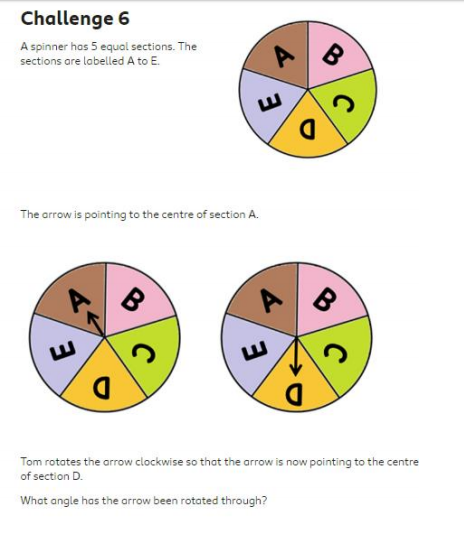 Challenge 6
A spinner has 5 equal sections. The
sections are labelled A to E.
A B
E C
D
The arrow is pointing to the centre of section A.
A B
E C
D
A B
E C
D
Tom rotates the arrow clockwise so that the arrow is now pointing to the centre
of section D.
What angle has the arrow been rotated through?